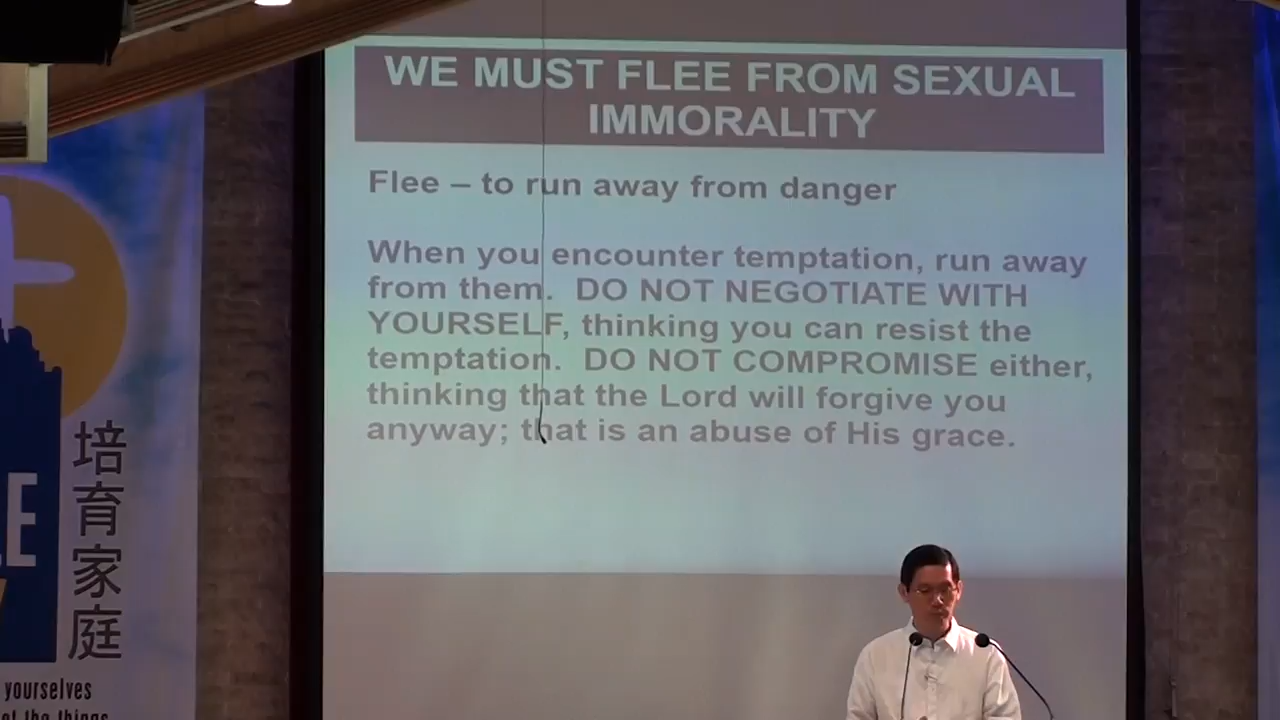 WE MUST FLEE FROM SEXUAL
IMMORALITY
Flee – to run away from danger
When you encounter temptation, run away
from them. DO NOT NEGOTIATE WITH
YOURSELF, thinking you can resist the
temptation. DO NOT COMPROMISE either,
thinking that the Lord will forgive you
anyway; that is an abuse of His grace.
培育家庭
yourselves
the things